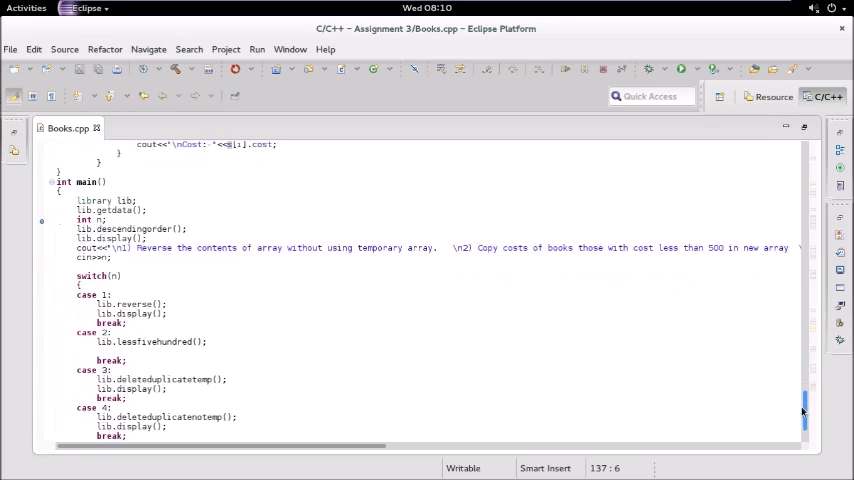 Activities Eclipse Wed 08:10
C/C++ – Assignment 3/Books.cpp – Eclipse Platform
File Edit Source Refactor Navigate Search Project Run Window Help
Quick Access Resource C/C++
Books.cpp
cout<<"\nCost:-"<<s[i].cost;
}
}
}
int main()
{
library lib;
lib.getdata();
int n;
lib.descendingorder();
lib.display();
cout<<"\n1) Reverse the contents of array without using temporary array. \n2) Copy costs of books those with cost less than 500 in new array \
cin>>n;
switch(n)
{
case 1:
lib.reverse();
lib.display();
break;
case 2:
lib.lessfivehundred();
break;
case 3:
lib.deleteduplicatetemp();
lib.display();
break;
case 4:
lib.deleteduplicatenotemp();
lib.display();
break;
Writable Smart Insert 137 : 6